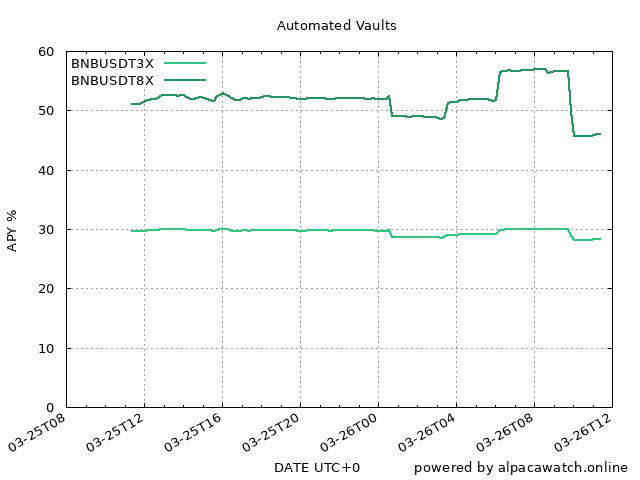 Automated Vaults
BNBUSDT3X
BNBUSDT8X
APY %
60
50
40
30
20
10
0
03-25T08
03-25T12
03-25T16
03-25T20
03-26T00
03-26T04
03-26T08
03-26T12
DATE UTC+0
powered by alpacawatch.online